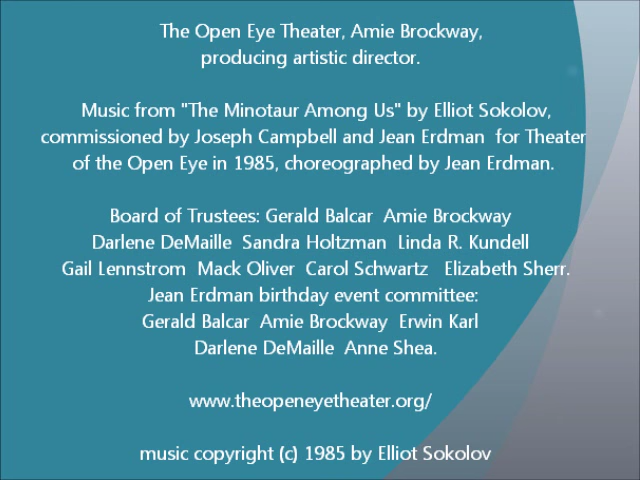 The Open Eye Theater, Amie Brockway,
producing artistic director.
Music from "The Minotaur Among Us" by Elliot Sokolov,
commissioned by Joseph Campbell and Jean Erdman for Theater
of the Open Eye in 1985, choreographed by Jean Erdman.
Board of Trustees: Gerald Balcar Amie Brockway
Darlene DeMaille Sandra Holtzman Linda R. Kundell
Gail Lennstrom Mack Oliver Carol Schwartz Elizabeth Sherr.
Jean Erdman birthday event committee:
Gerald Balcar Amie Brockway Erwin Karl
Darlene DeMaille Anne Shea.
www.theopeneyetheater.org/
music copyright (c) 1985 by Elliot Sokolov